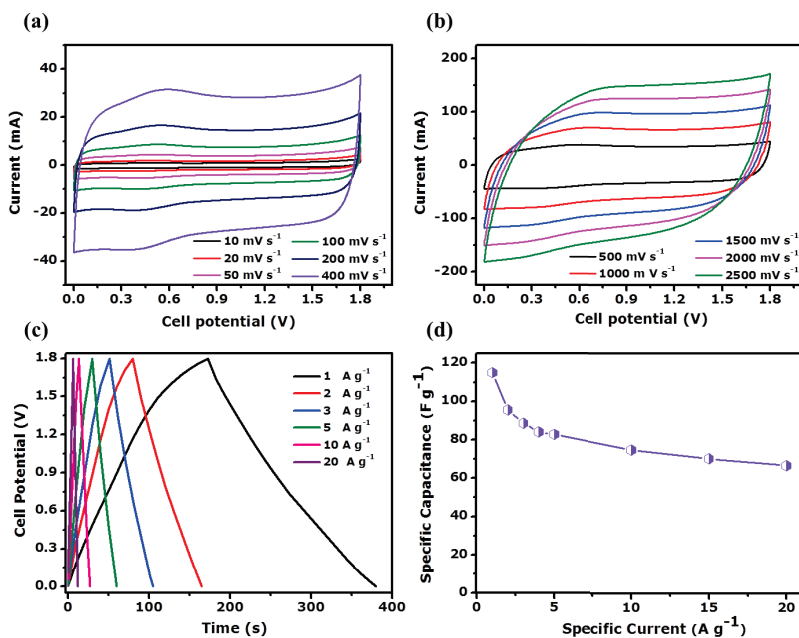 (a)
40
20
0
-20
-40
Current (mA)
0.0 0.3 0.6 0.9 1.2 1.5 1.8
Cell potential (V)
10 mV s-1
20 mV s-1
50 mV s-1
100 mV s-1
200 mV s-1
400 mV s-1
(b)
200
100
0
-100
-200
Current (mA)
0.0 0.3 0.6 0.9 1.2 1.5 1.8
Cell potential (V)
500 mV s-1
1000 m V s-1
1500 mV s-1
2000 mV s-1
2500 mV s-1
(c)
1.8
1.5
1.2
0.9
0.6
0.3
0.0
Cell Potential (V)
0 100 200 300 400
Time (s)
1 A g-1
2 A g-1
3 A g-1
5 A g-1
10 A g-1
20 A g-1
(d)
120
100
80
60
40
20
0
Specific Capacitance (F g-1)
0 5 10 15 20
Specific Current (A g-1)